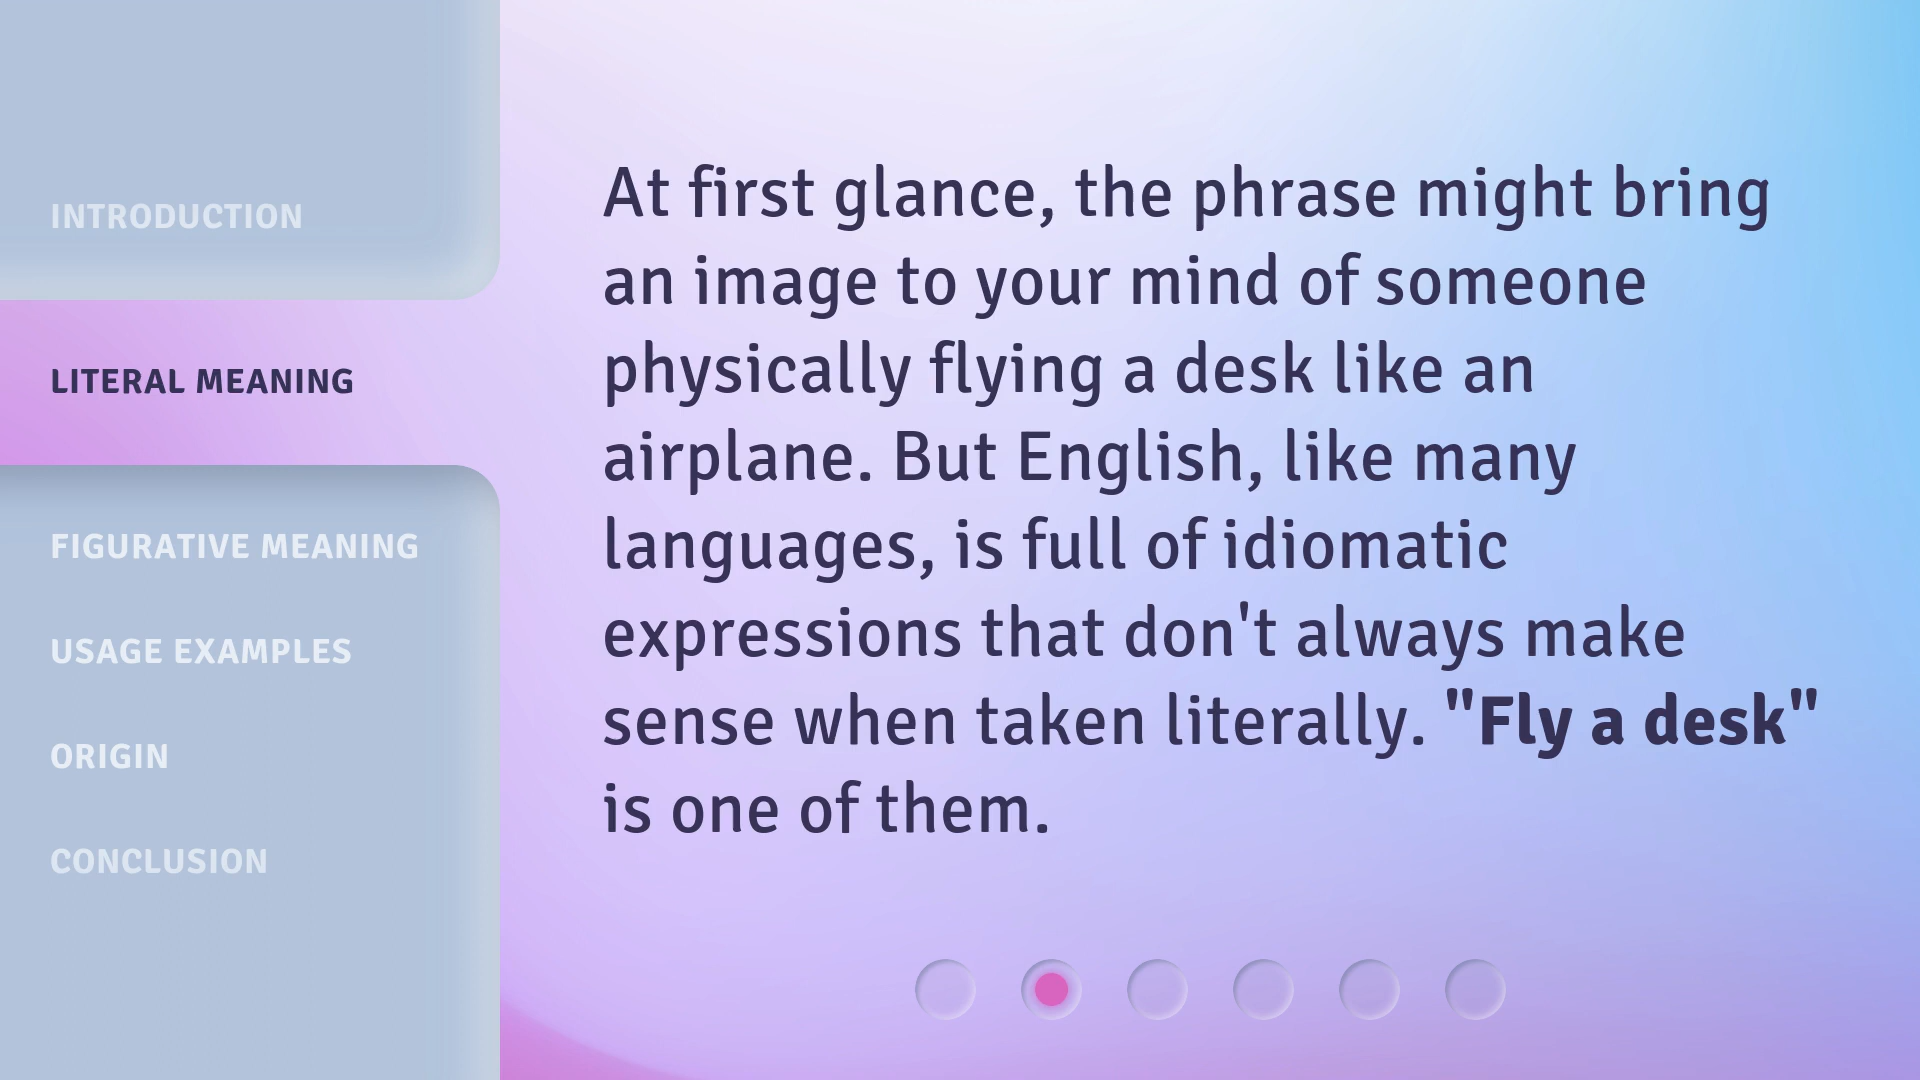 INTRODUCTION
LITERAL MEANING
FIGURATIVE MEANING
USAGE EXAMPLES
ORIGIN
CONCLUSION
At first glance, the phrase might bring
an image to your mind of someone
physically flying a desk like an
airplane. But English, like many
languages, is full of idiomatic
expressions that don't always make
sense when taken literally. "Fly a desk"
is one of them.